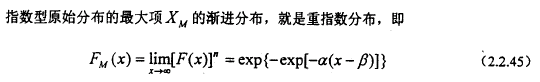 指数型原始分布的最大项 X_M 的渐进分布，就是重指数分布，即
F_M(x) = lim_{x→∞}[F(x)]^n = exp{-exp[-α(x-β)]} (2.2.45)